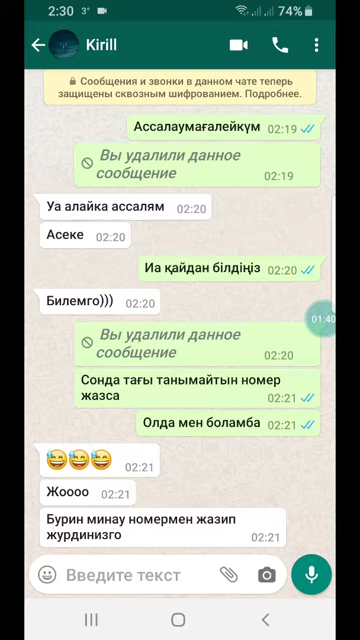 2:30 3° 74%
Kirill
Сообщения и звонки в данном чате теперь
защищены сквозным шифрованием. Подробнее.
Ассалаумағалейкүм 02:19
Вы удалили данное
сообщение 02:19
Уа алайка ассалям 02:20
Асеке 02:20
Иа қайдан білдіңіз 02:20
Билемго))) 02:20
01:40
Вы удалили данное
сообщение 02:20
Сонда тағы танымайтын номер
жазса 02:21
Олда мен боламба 02:21
02:21
Жоооо 02:21
Бурин минау номермен жазип
журдинизго 02:21
Введите текст